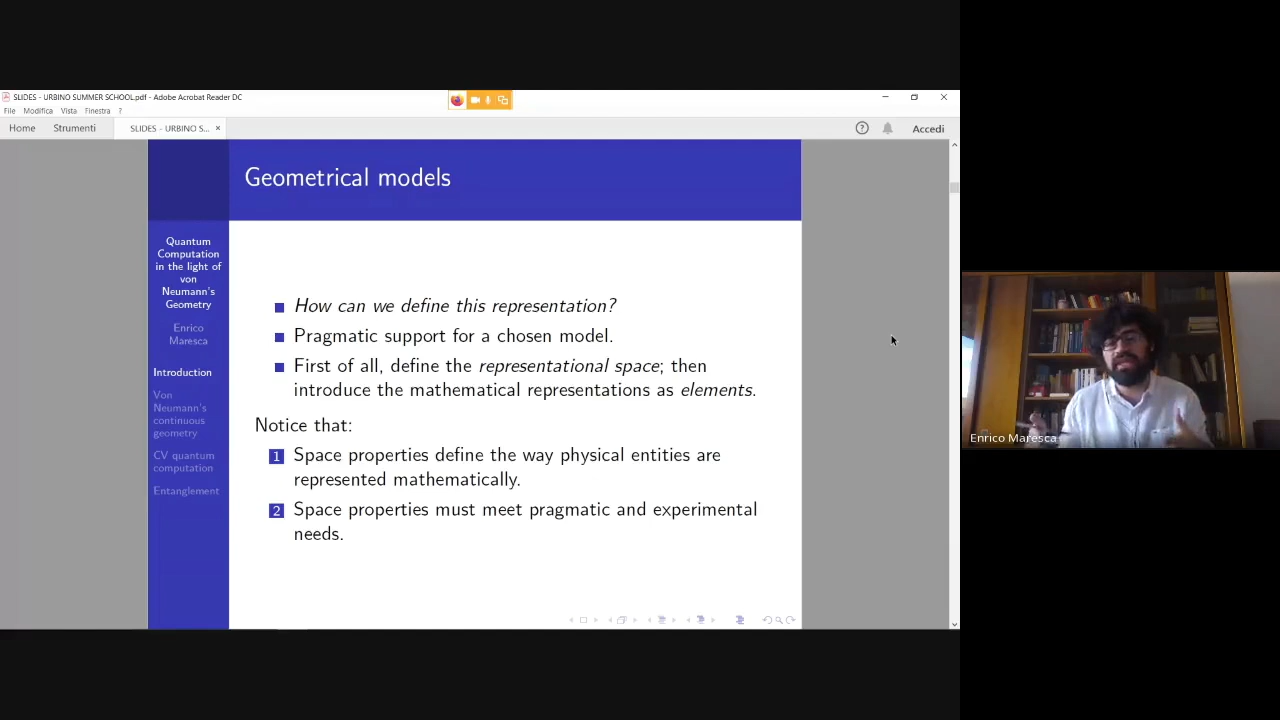 SLIDES - URBINO SUMMER SCHOOL.pdf - Adobe Acrobat Reader DC
File Modifica Vista Finestra ?
Home Strumenti SLIDES - URBINO S... × Accedi
Geometrical models
Quantum
Computation
in the light of
von
Neumann's
Geometry
Enrico
Maresca
Introduction
Von
Neumann's
continuous
geometry
CV quantum
computation
Entanglement
How can we define this representation?
Pragmatic support for a chosen model.
First of all, define the representational space; then
introduce the mathematical representations as elements.
Notice that:
1 Space properties define the way physical entities are
represented mathematically.
2 Space properties must meet pragmatic and experimental
needs.
Enrico Maresca